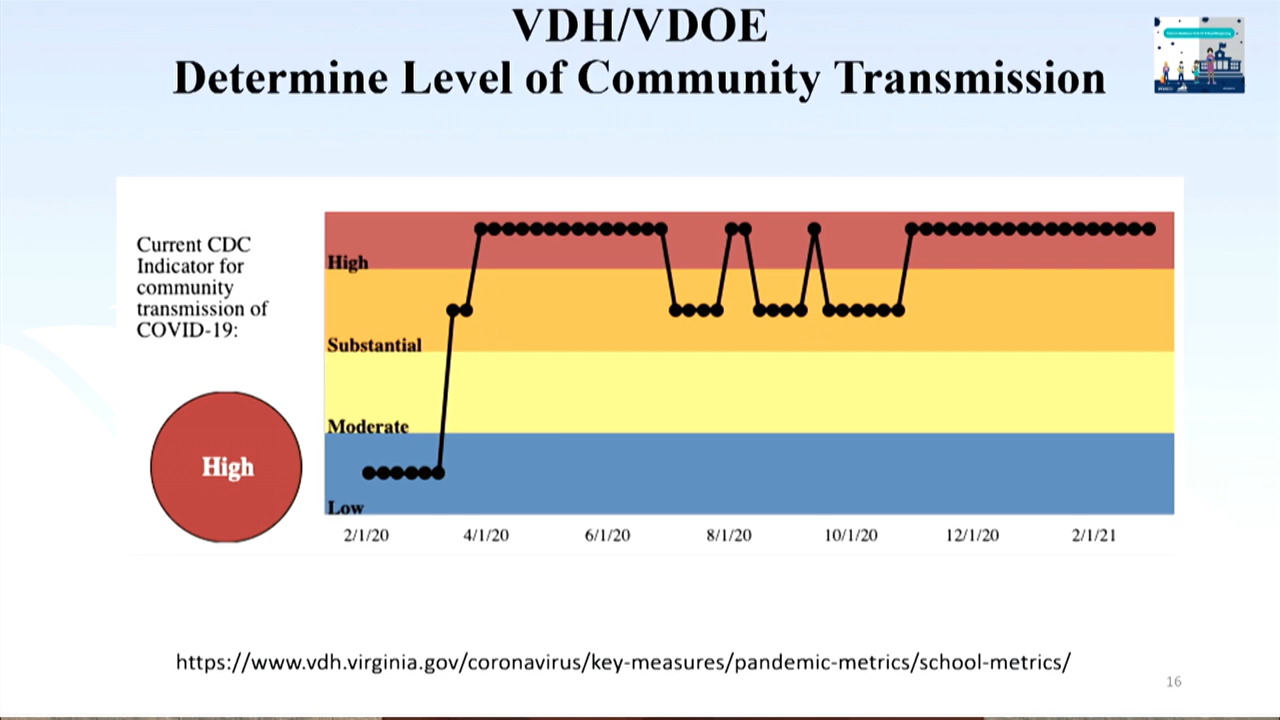 VDH/VDOE
Determine Level of Community Transmission
Current CDC
Indicator for
community
transmission of
COVID-19:
High
High
Substantial
Moderate
Low
2/1/20 4/1/20 6/1/20 8/1/20 10/1/20 12/1/20 2/1/21
https://www.vdh.virginia.gov/coronavirus/key-measures/pandemic-metrics/school-metrics/
16